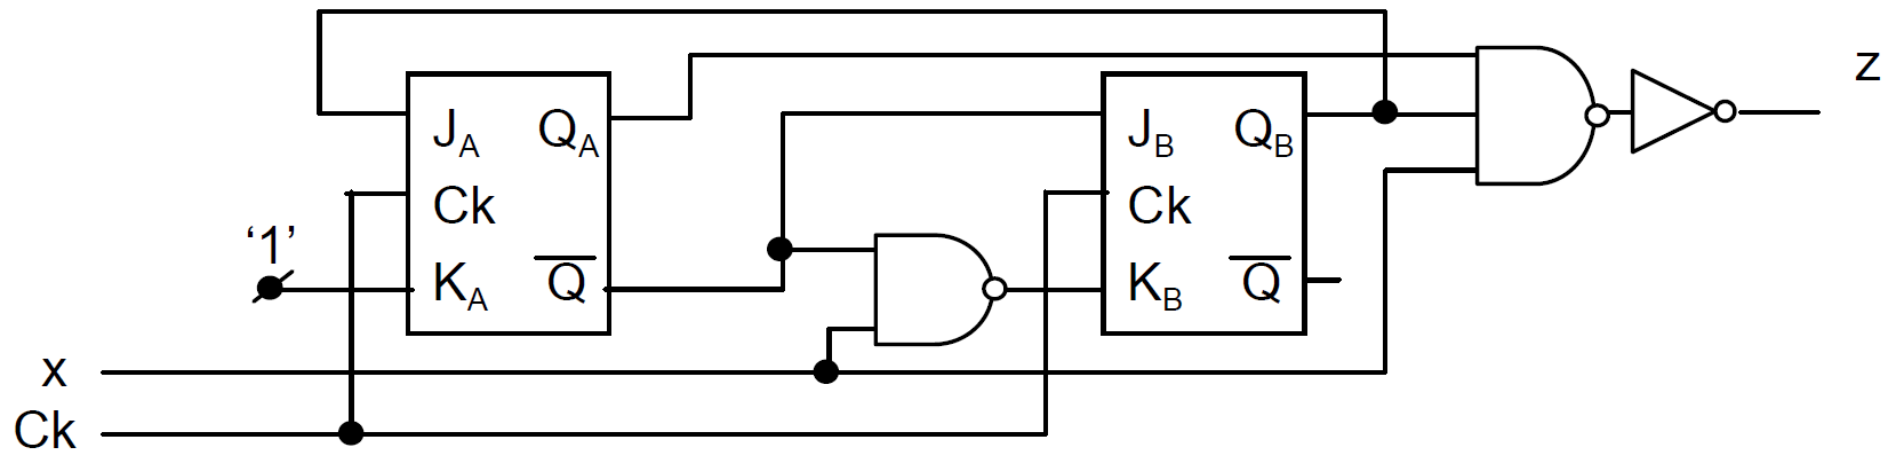 z
J_A Q_A
J_B Q_B
Ck
Ck
‘1’
K_A Q̅
K_B Q̅
x
Ck